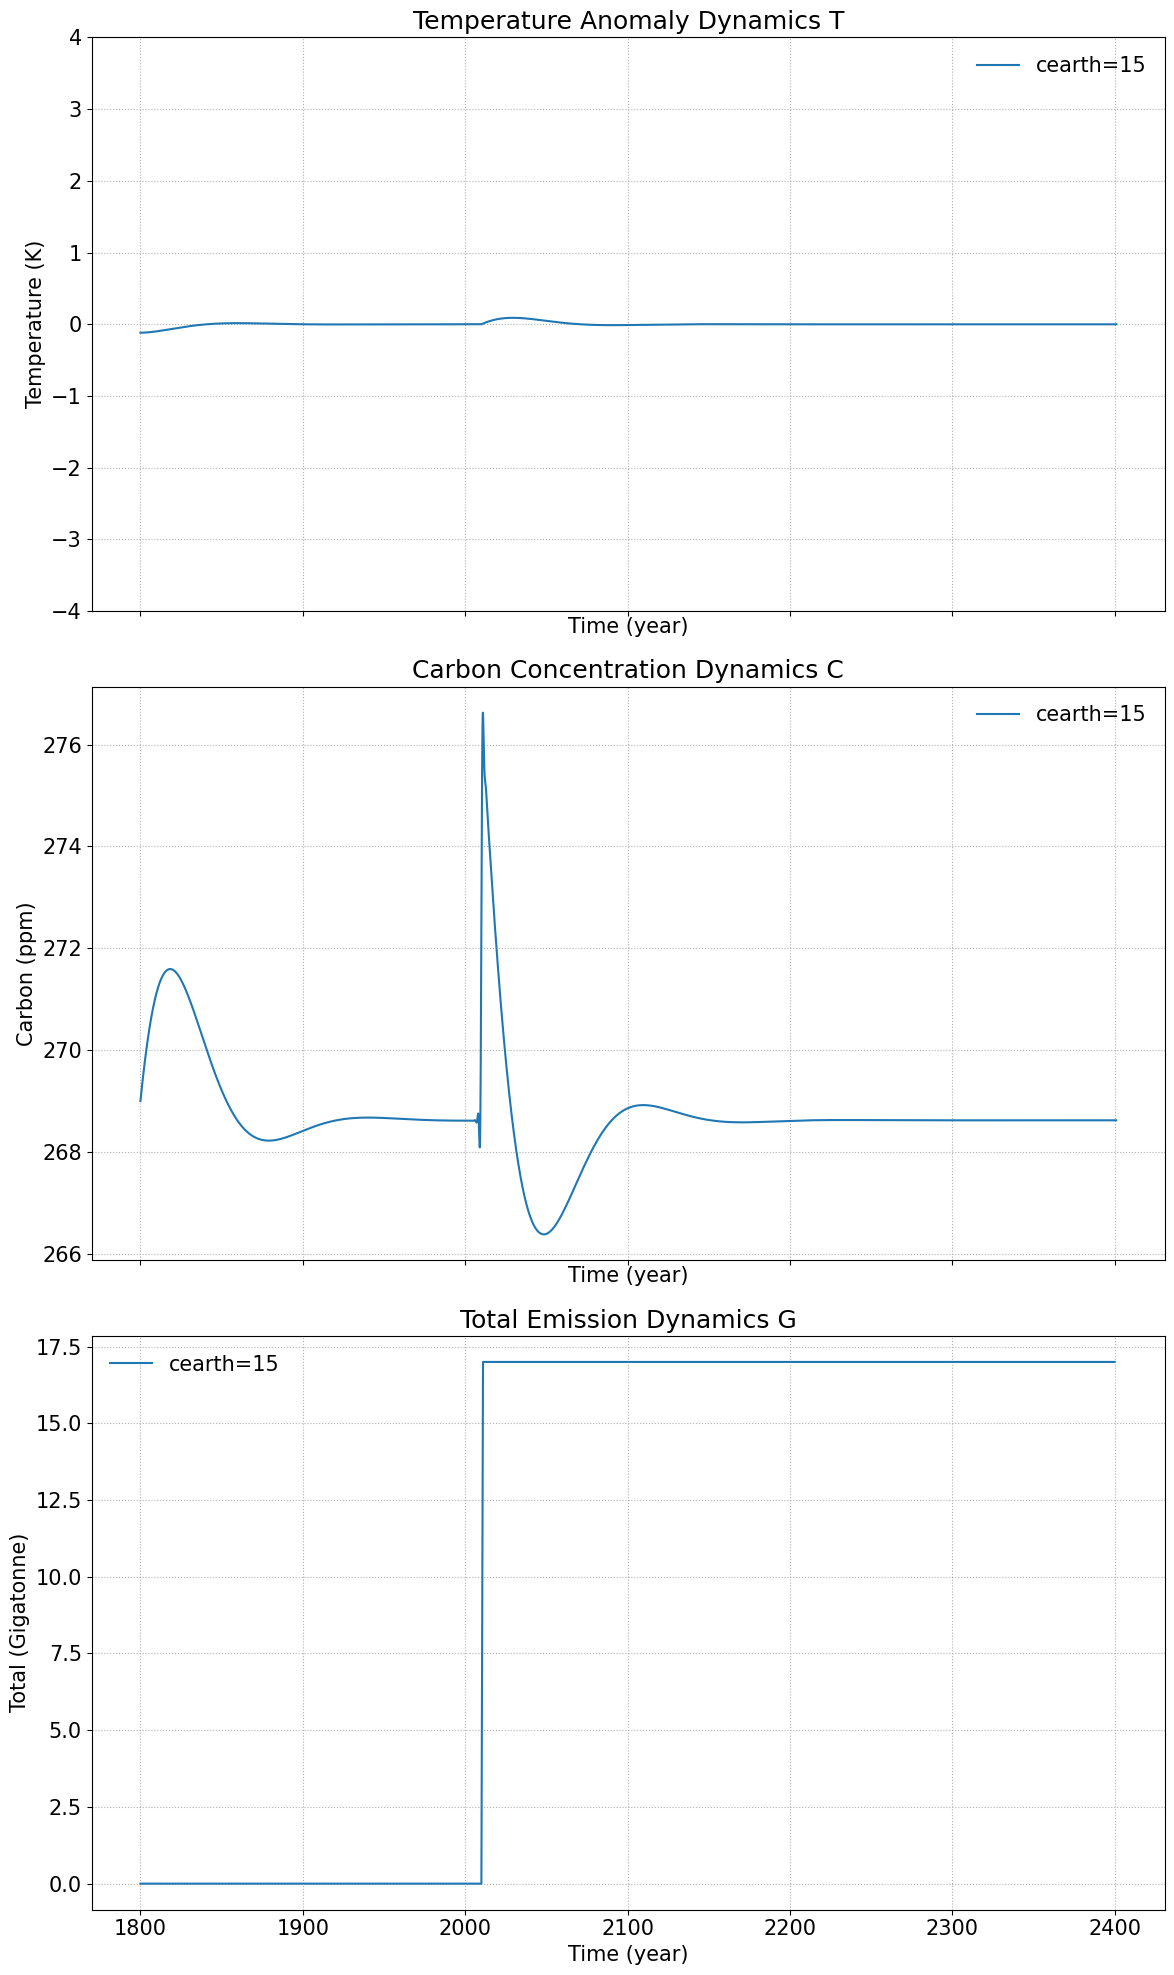 Temperature Anomaly Dynamics T
cearth=15
4
3
2
1
0
−1
−2
−3
−4
Temperature (K)
Time (year)
Carbon Concentration Dynamics C
cearth=15
276
274
272
270
268
266
Carbon (ppm)
Time (year)
Total Emission Dynamics G
cearth=15
17.5
15.0
12.5
10.0
7.5
5.0
2.5
0.0
Total (Gigatonne)
1800 1900 2000 2100 2200 2300 2400
Time (year)